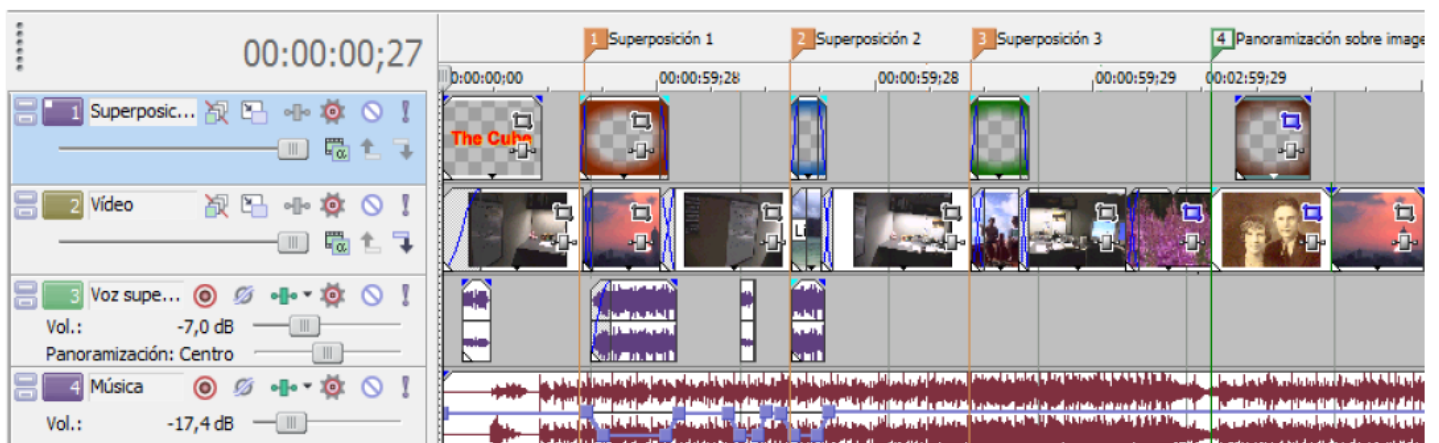 00:00:00;27
1 Superposición 1
2 Superposición 2
3 Superposición 3
4 Panoramización sobre image
0:00:00;00
00:00:59;28
00:00:59;28
00:00:59;29
00:02:59;29
1 Superposic...
The Cube
2 Vídeo
Li
3 Voz supe...
Vol.: -7,0 dB
Panoramización: Centro
4 Música
Vol.: -17,4 dB